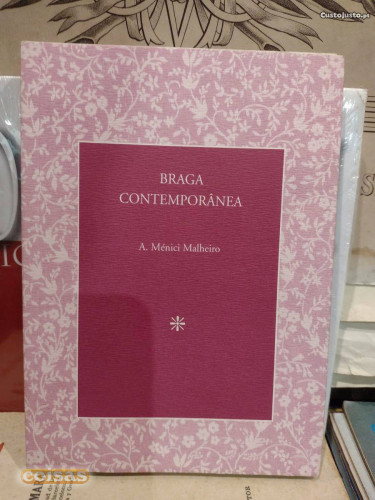 CustoJusto.pt
BRAGA
CONTEMPORÂNEA
A. Ménici Malheiro
coisas